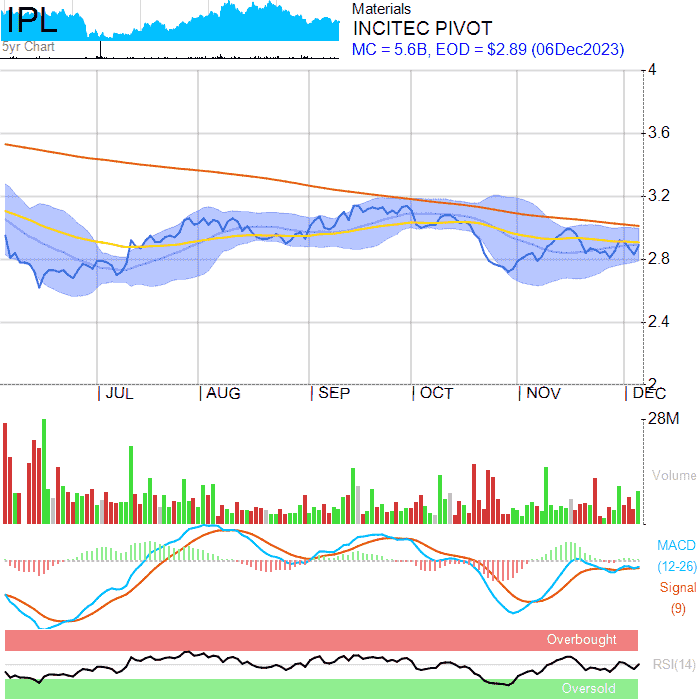 IPL
5yr Chart
Materials
INCITEC PIVOT
MC = 5.6B, EOD = $2.89 (06Dec2023)
4
3.6
3.2
2.8
2.4
2
JUL AUG SEP OCT NOV DEC
28M
Volume
MACD
(12-26)
Signal
(9)
Overbought
RSI(14)
Oversold